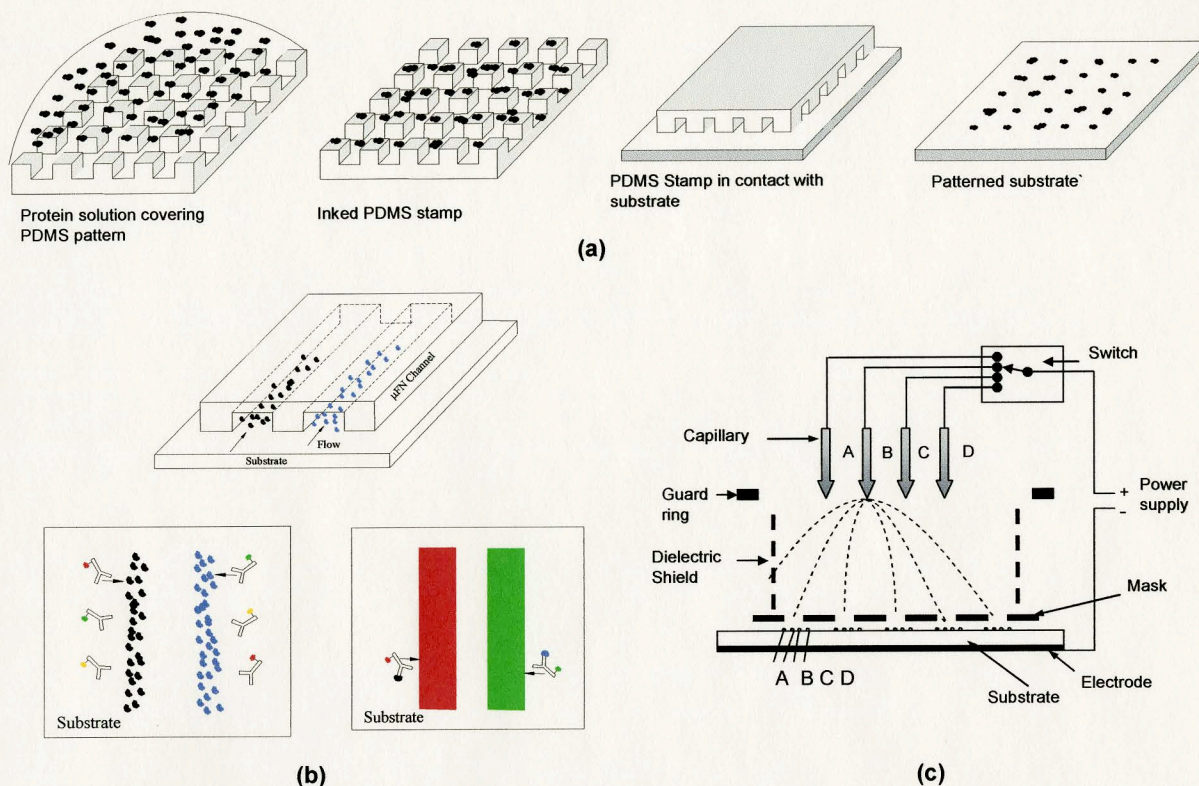 Protein solution covering
PDMS pattern
Inked PDMS stamp
PDMS Stamp in contact with
substrate
Patterned substrate`
(a)
µFN Channel
Flow
Substrate
Substrate
Substrate
(b)
Switch
Capillary
A
B
C
D
Guard
ring
+
-
Power
supply
Dielectric
Shield
Mask
A B C D
Electrode
Substrate
(c)